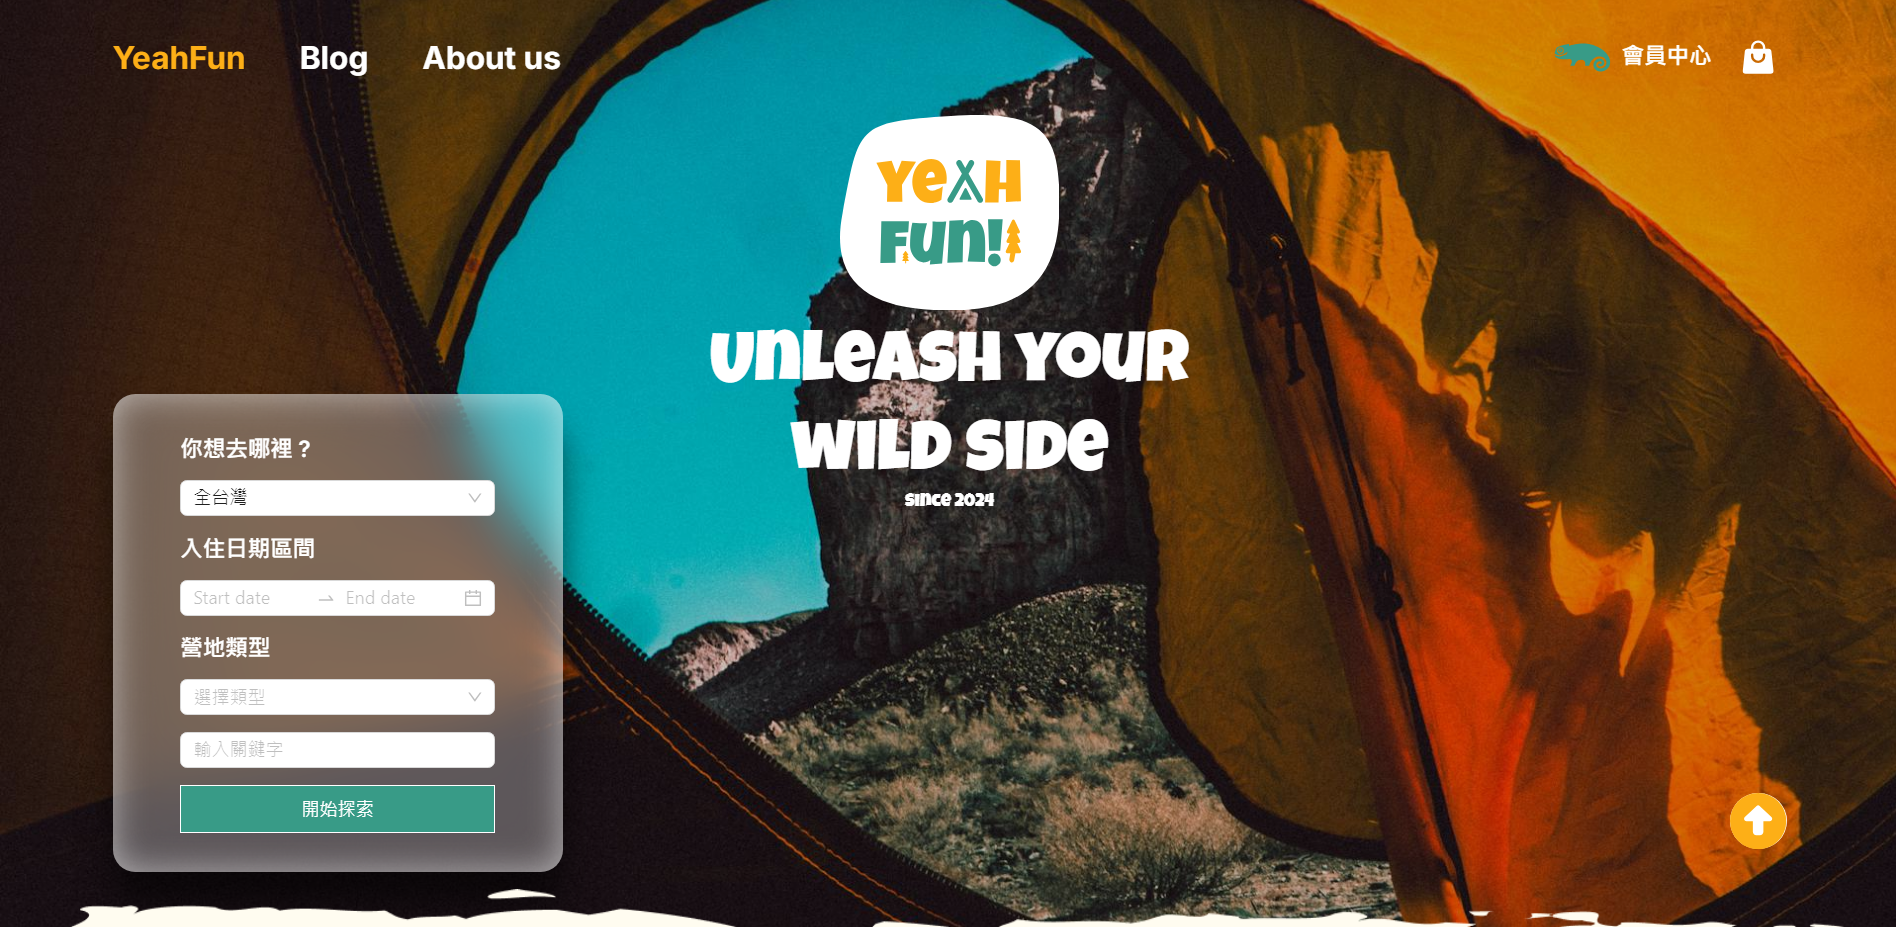 YeahFun
Blog
About us
會員中心
YeAH
Fun!
unleash your
wild side
since 2024
你想去哪裡 ?
全台灣
入住日期區間
Start date → End date
營地類型
選擇類型
輸入關鍵字
開始探索